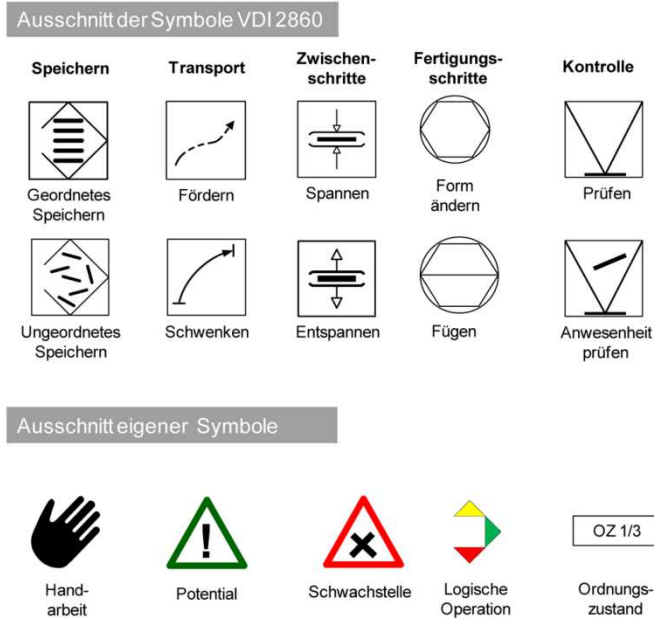 Ausschnitt der Symbole VDI 2860
Speichern Transport Zwischen-schritte Fertigungs-schritte Kontrolle
Geordnetes
Speichern
Fördern
Spannen
Form
ändern
Prüfen
Ungeordnetes
Speichern
Schwenken
Entspannen
Fügen
Anwesenheit
prüfen
Ausschnitt eigener Symbole
!
OZ 1/3
Hand-
arbeit
Potential
Schwachstelle
Logische
Operation
Ordnungs-
zustand